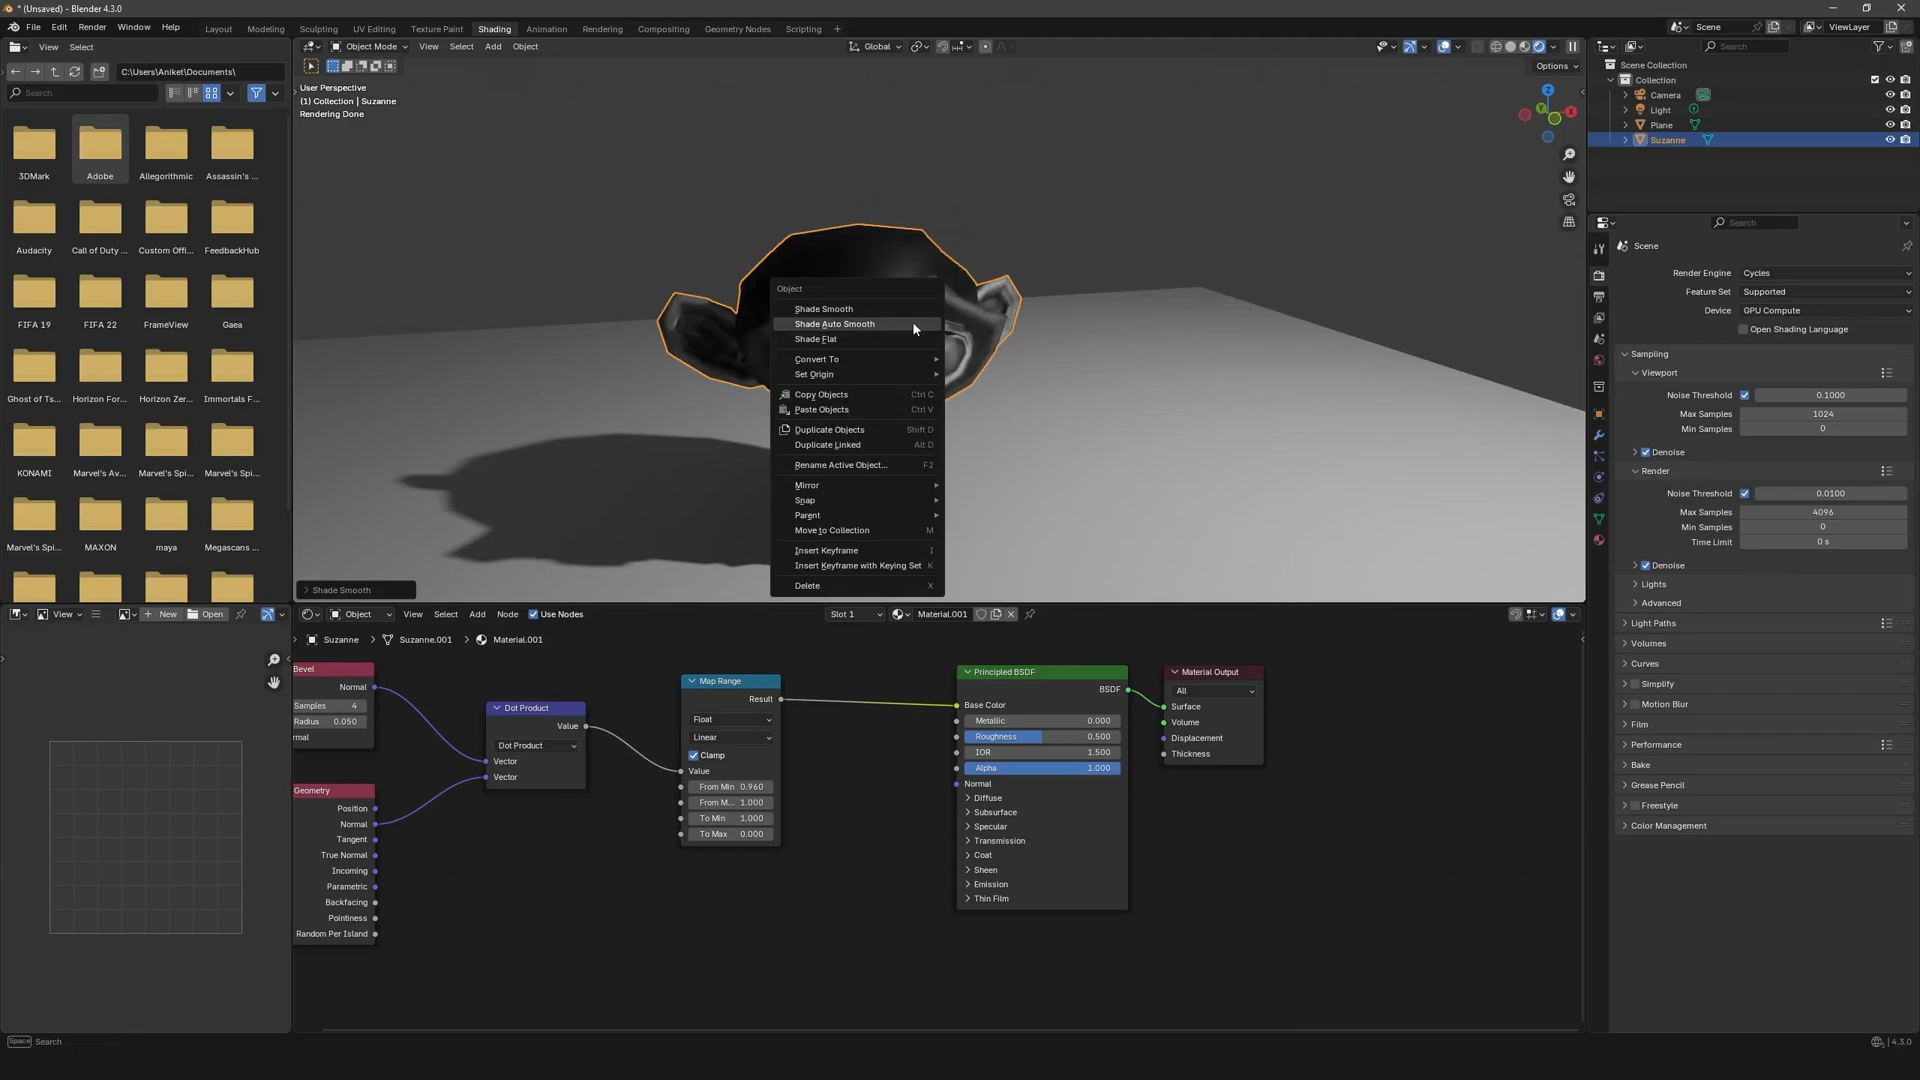 * (Unsaved) - Blender 4.3.0
File Edit Render Window Help
Layout Modeling Sculpting UV Editing Texture Paint Shading Animation Rendering Compositing Geometry Nodes Scripting +
Scene
ViewLayer
View Select
C:\Users\Aniket\Documents\
Search
3DMark Adobe Allegorithmic Assassin's ...
Audacity Call of Duty ... Custom Offi... FeedbackHub
FIFA 19 FIFA 22 FrameView Gaea
Ghost of Ts... Horizon For... Horizon Zer... Immortals F...
KONAMI Marvel's Av... Marvel's Spi... Marvel's Spi...
Marvel's Spi... MAXON maya Megascans ...
Object Mode View Select Add Object
Global
Options
User Perspective
(1) Collection | Suzanne
Rendering Done
Z
Y
X
Object
Shade Smooth
Shade Auto Smooth
Shade Flat
Convert To
Set Origin
Copy Objects Ctrl C
Paste Objects Ctrl V
Duplicate Objects Shift D
Duplicate Linked Alt D
Rename Active Object... F2
Mirror
Snap
Parent
Move to Collection M
Insert Keyframe I
Insert Keyframe with Keying Set K
Delete X
Shade Smooth
Search
Scene Collection
Collection
Camera
Light
Plane
Suzanne
Search
Scene
Render Engine Cycles
Feature Set Supported
Device GPU Compute
Open Shading Language
Sampling
Viewport
Noise Threshold 0.1000
Max Samples 1024
Min Samples 0
Denoise
Render
Noise Threshold 0.0100
Max Samples 4096
Min Samples 0
Time Limit 0 s
Denoise
Lights
Advanced
Light Paths
Volumes
Curves
Simplify
Motion Blur
Film
Performance
Bake
Grease Pencil
Freestyle
Color Management
View
New Open
Object View Select Add Node Use Nodes
Slot 1
Material.001
Suzanne > Suzanne.001 > Material.001
Bevel
Normal
Samples 4
Radius 0.050
rmal
Geometry
Position
Normal
Tangent
True Normal
Incoming
Parametric
Backfacing
Pointiness
Random Per Island
Dot Product
Value
Dot Product
Vector
Vector
Map Range
Result
Float
Linear
Clamp
Value
From Min 0.960
From M... 1.000
To Min 1.000
To Max 0.000
Principled BSDF
BSDF
Base Color
Metallic 0.000
Roughness 0.500
IOR 1.500
Alpha 1.000
Normal
Diffuse
Subsurface
Specular
Transmission
Coat
Sheen
Emission
Thin Film
Material Output
All
Surface
Volume
Displacement
Thickness
Space Search
4.3.0